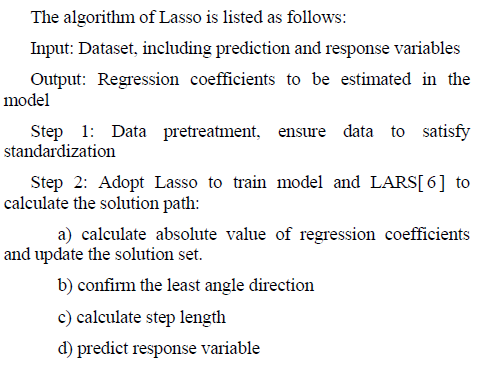 The algorithm of Lasso is listed as follows:
Input: Dataset, including prediction and response variables
Output: Regression coefficients to be estimated in the
model
Step 1: Data pretreatment, ensure data to satisfy
standardization
Step 2: Adopt Lasso to train model and LARS[6] to
calculate the solution path:
a) calculate absolute value of regression coefficients
and update the solution set.
b) confirm the least angle direction
c) calculate step length
d) predict response variable